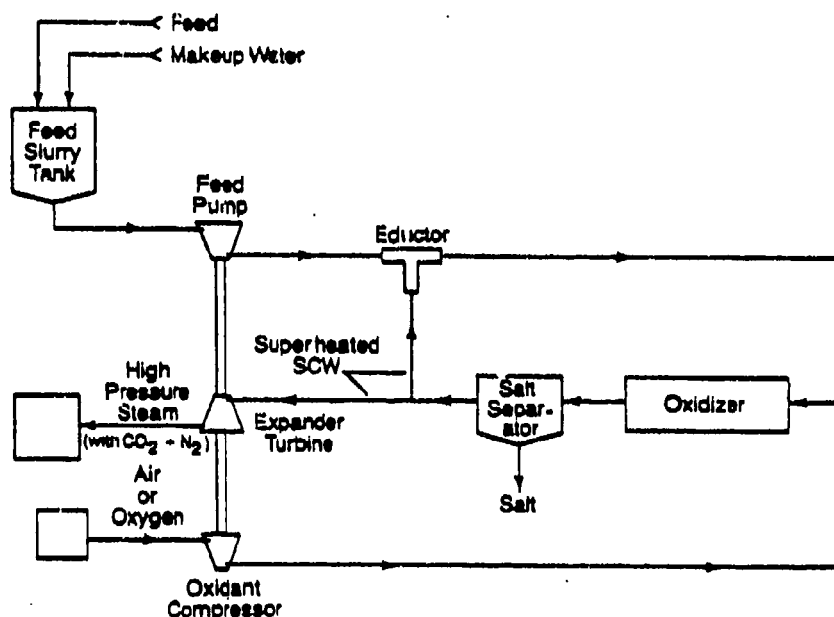 Feed
Makeup Water
Feed
Slurry
Tank
Feed
Pump
Eductor
Superheated
SCW
High
Pressure
Steam
(with CO2 + N2)
Expander
Turbine
Salt
Separ-
ator
Oxidizer
Salt
Air
or
Oxygen
Oxidant
Compressor